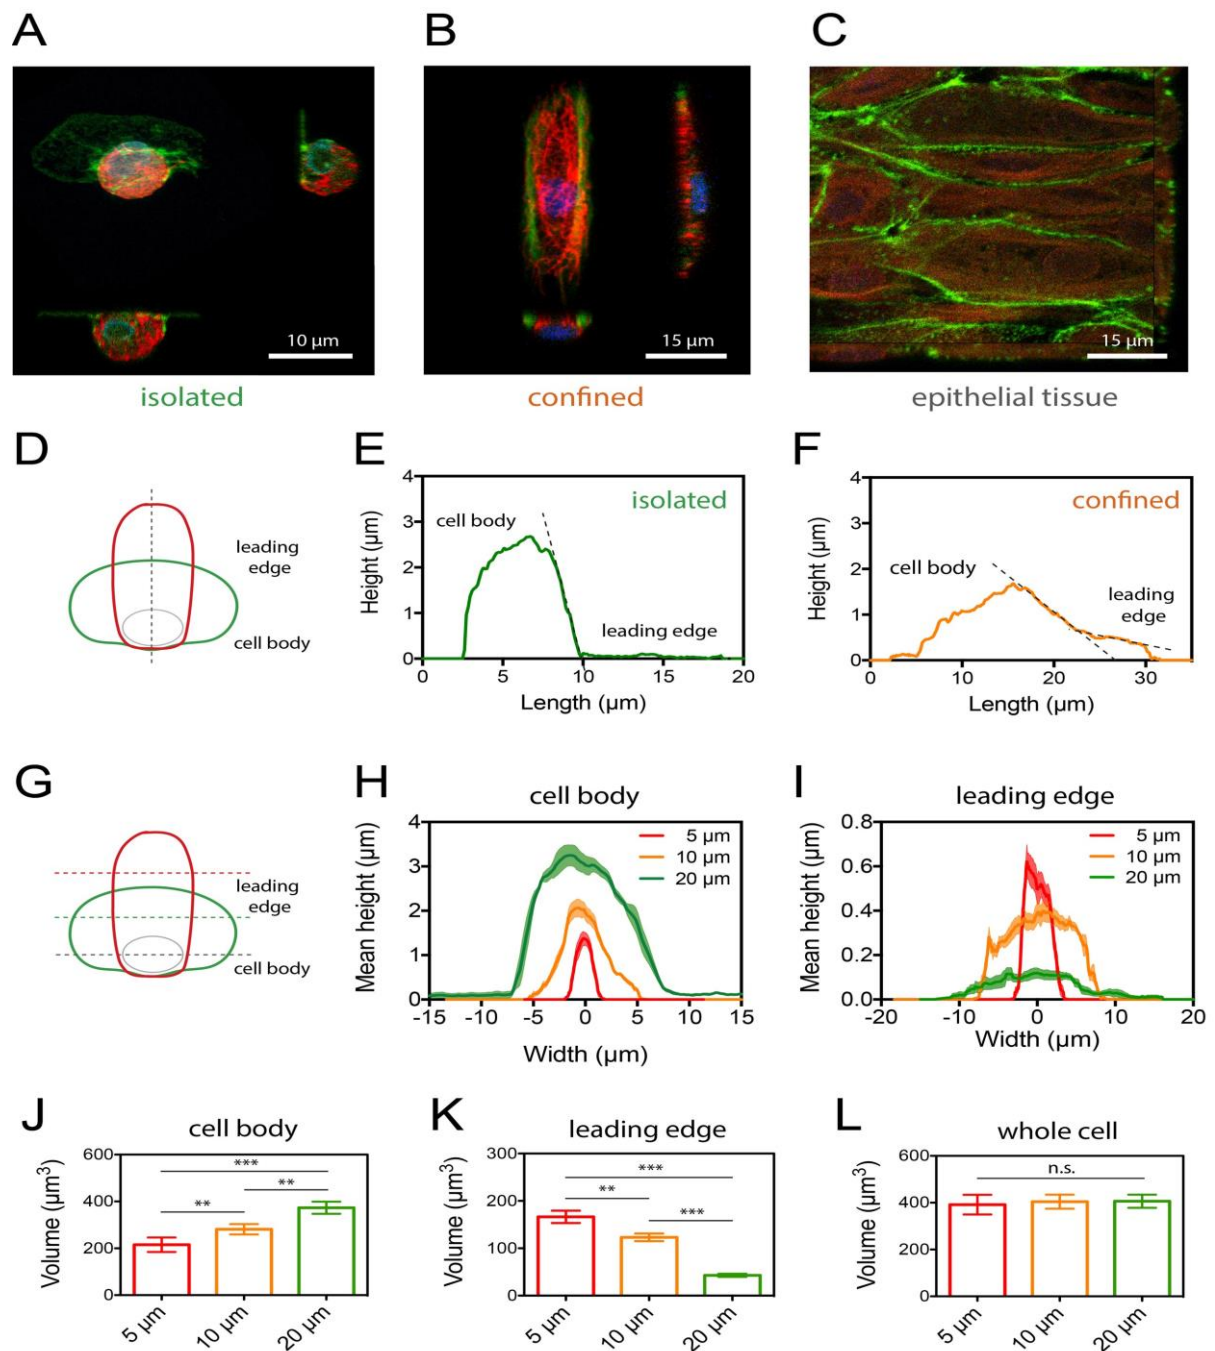 A
B
C
10 µm
15 µm
15 µm
isolated
confined
epithelial tissue
D
E
F
leading
edge
cell body
4
3
2
1
0
Height (µm)
isolated
cell body
leading edge
0
5
10
15
20
Length (µm)
4
3
2
1
0
Height (µm)
confined
cell body
leading
edge
0
10
20
30
Length (µm)
G
H
I
leading
edge
cell body
cell body
4
3
2
1
0
Mean height (µm)
5 µm
10 µm
20 µm
-15
-10
-5
0
5
10
15
Width (µm)
leading edge
0.8
0.6
0.4
0.2
0.0
Mean height (µm)
5 µm
10 µm
20 µm
-20
-10
0
10
20
Width (µm)
J
K
L
cell body
600
400
200
0
Volume (µm³)
***
**
**
5 µm
10 µm
20 µm
leading edge
300
200
100
0
Volume (µm³)
***
**
***
5 µm
10 µm
20 µm
whole cell
600
400
200
0
Volume (µm³)
n.s.
5 µm
10 µm
20 µm